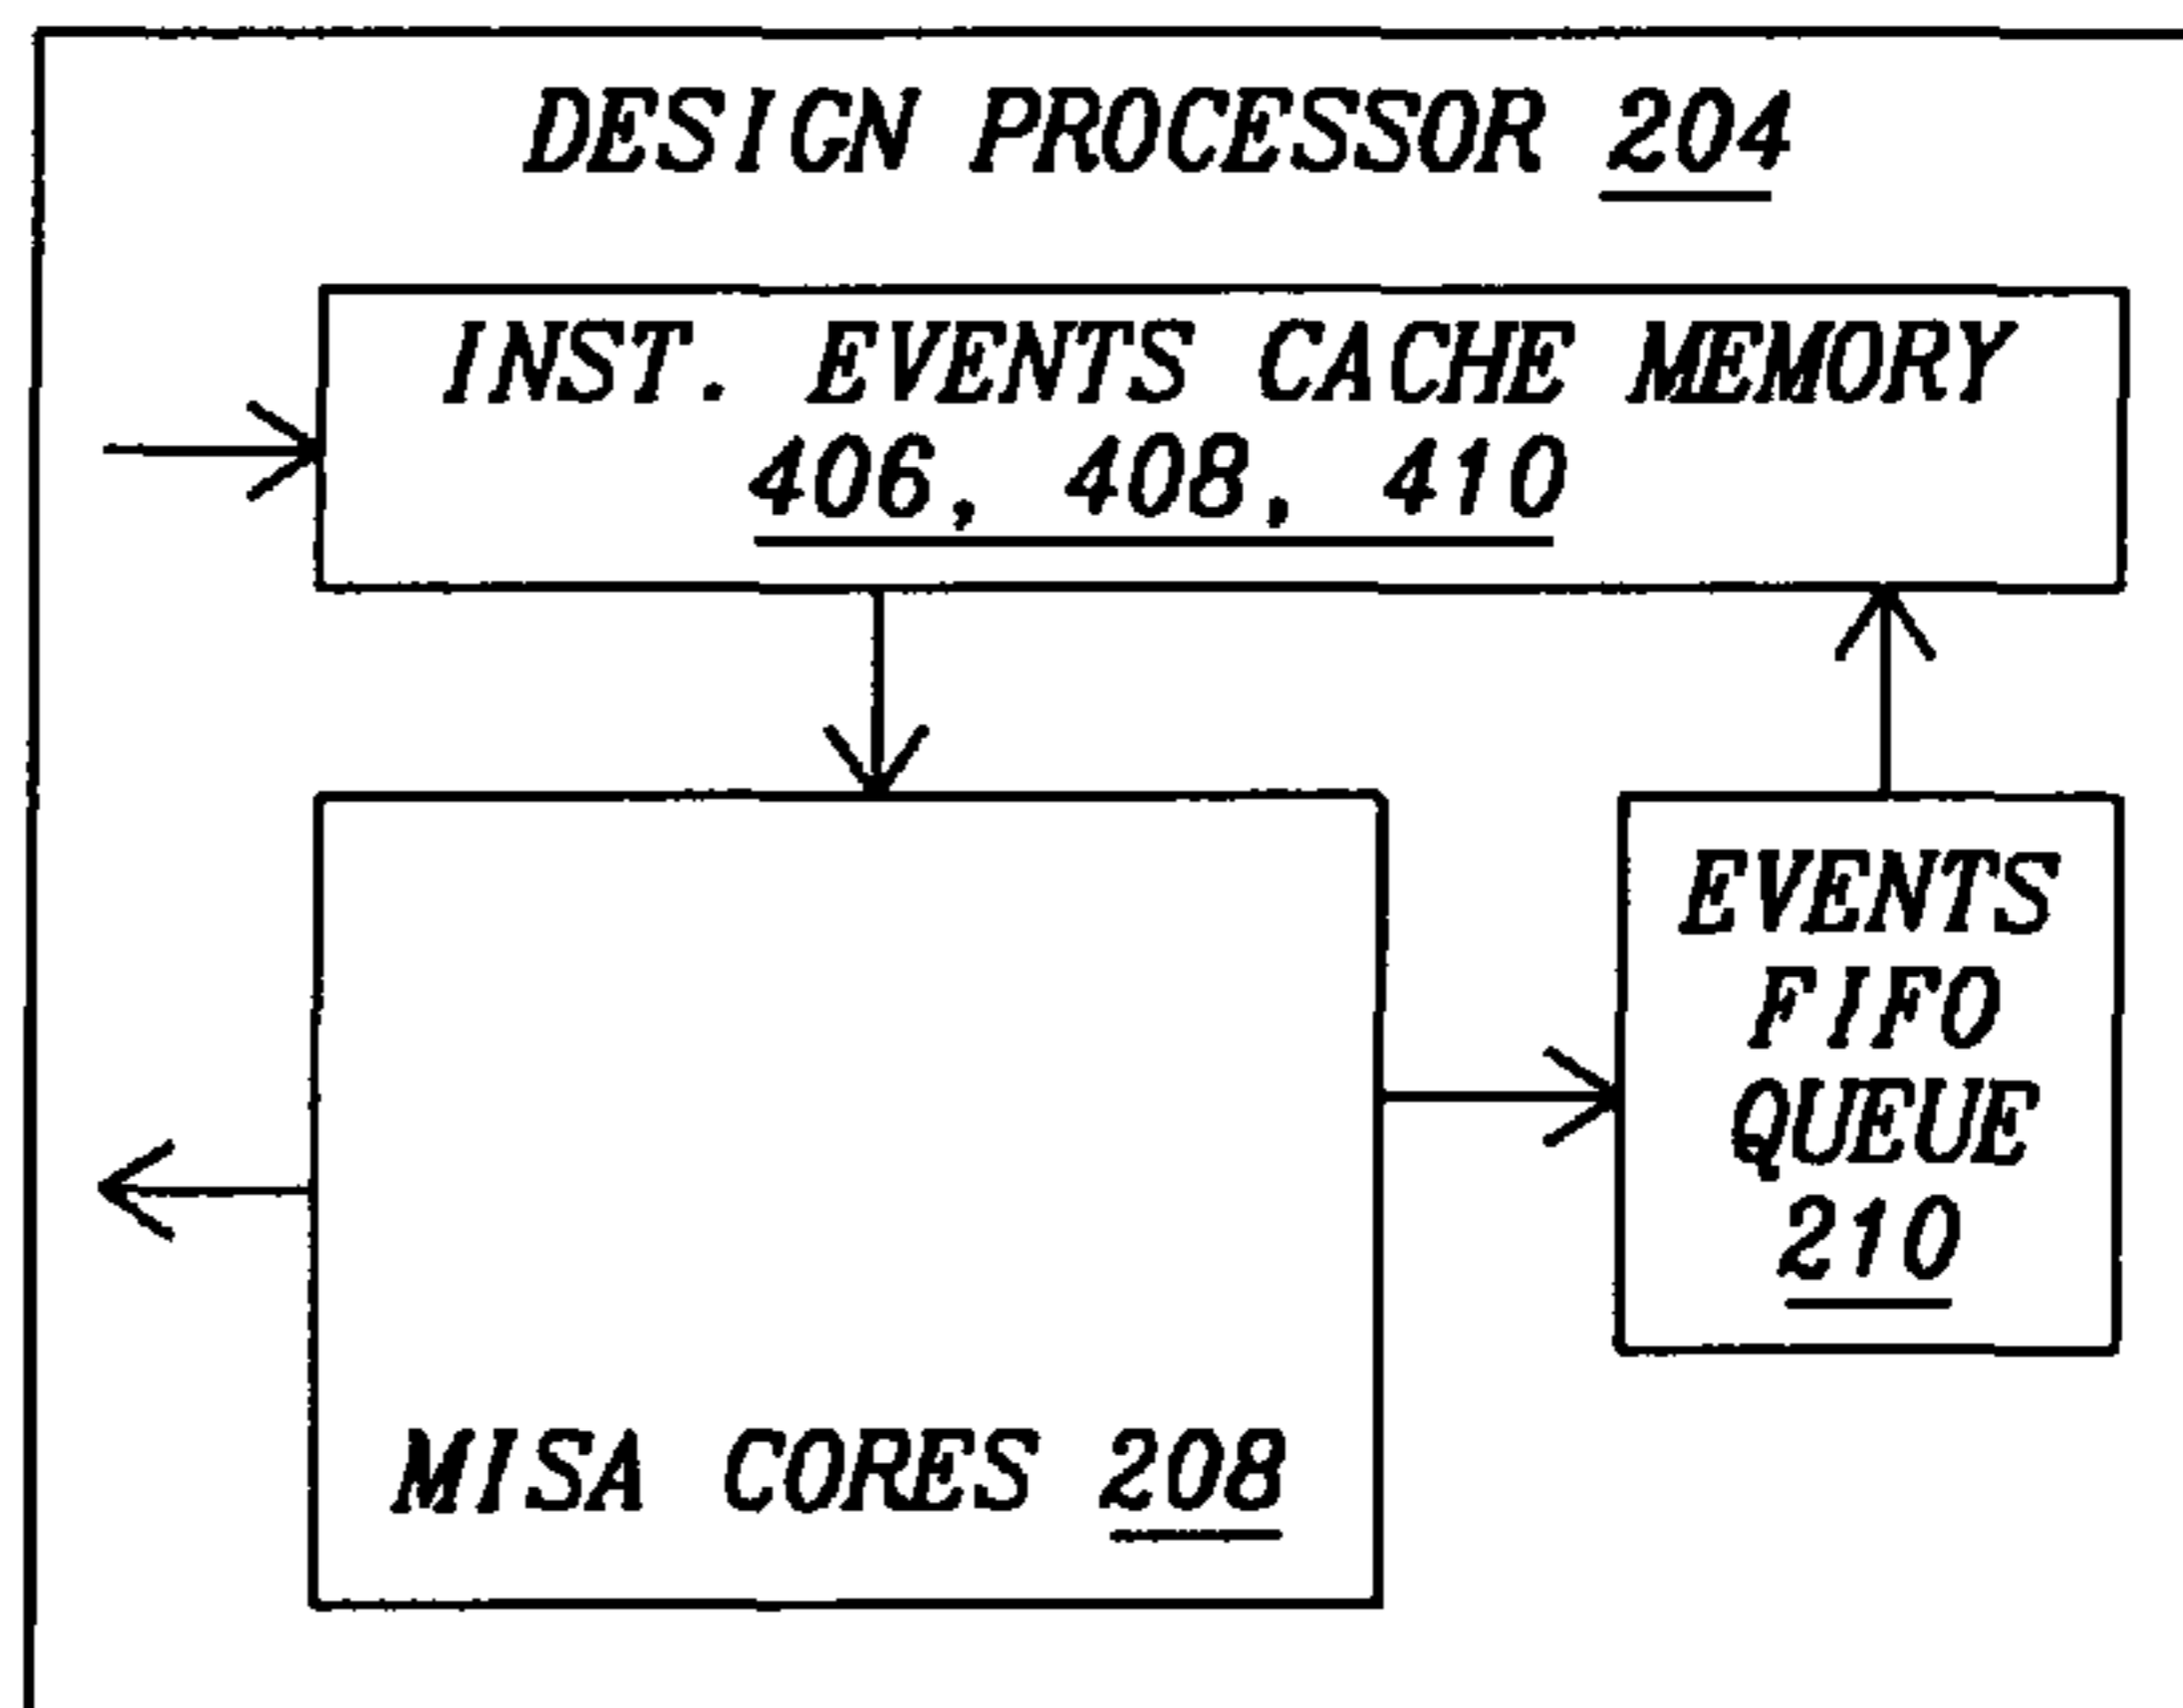 DESIGN PROCESSOR 204
INST. EVENTS CACHE MEMORY
406, 408, 410
EVENTS
FIFO
QUEUE
210
MISA CORES 208